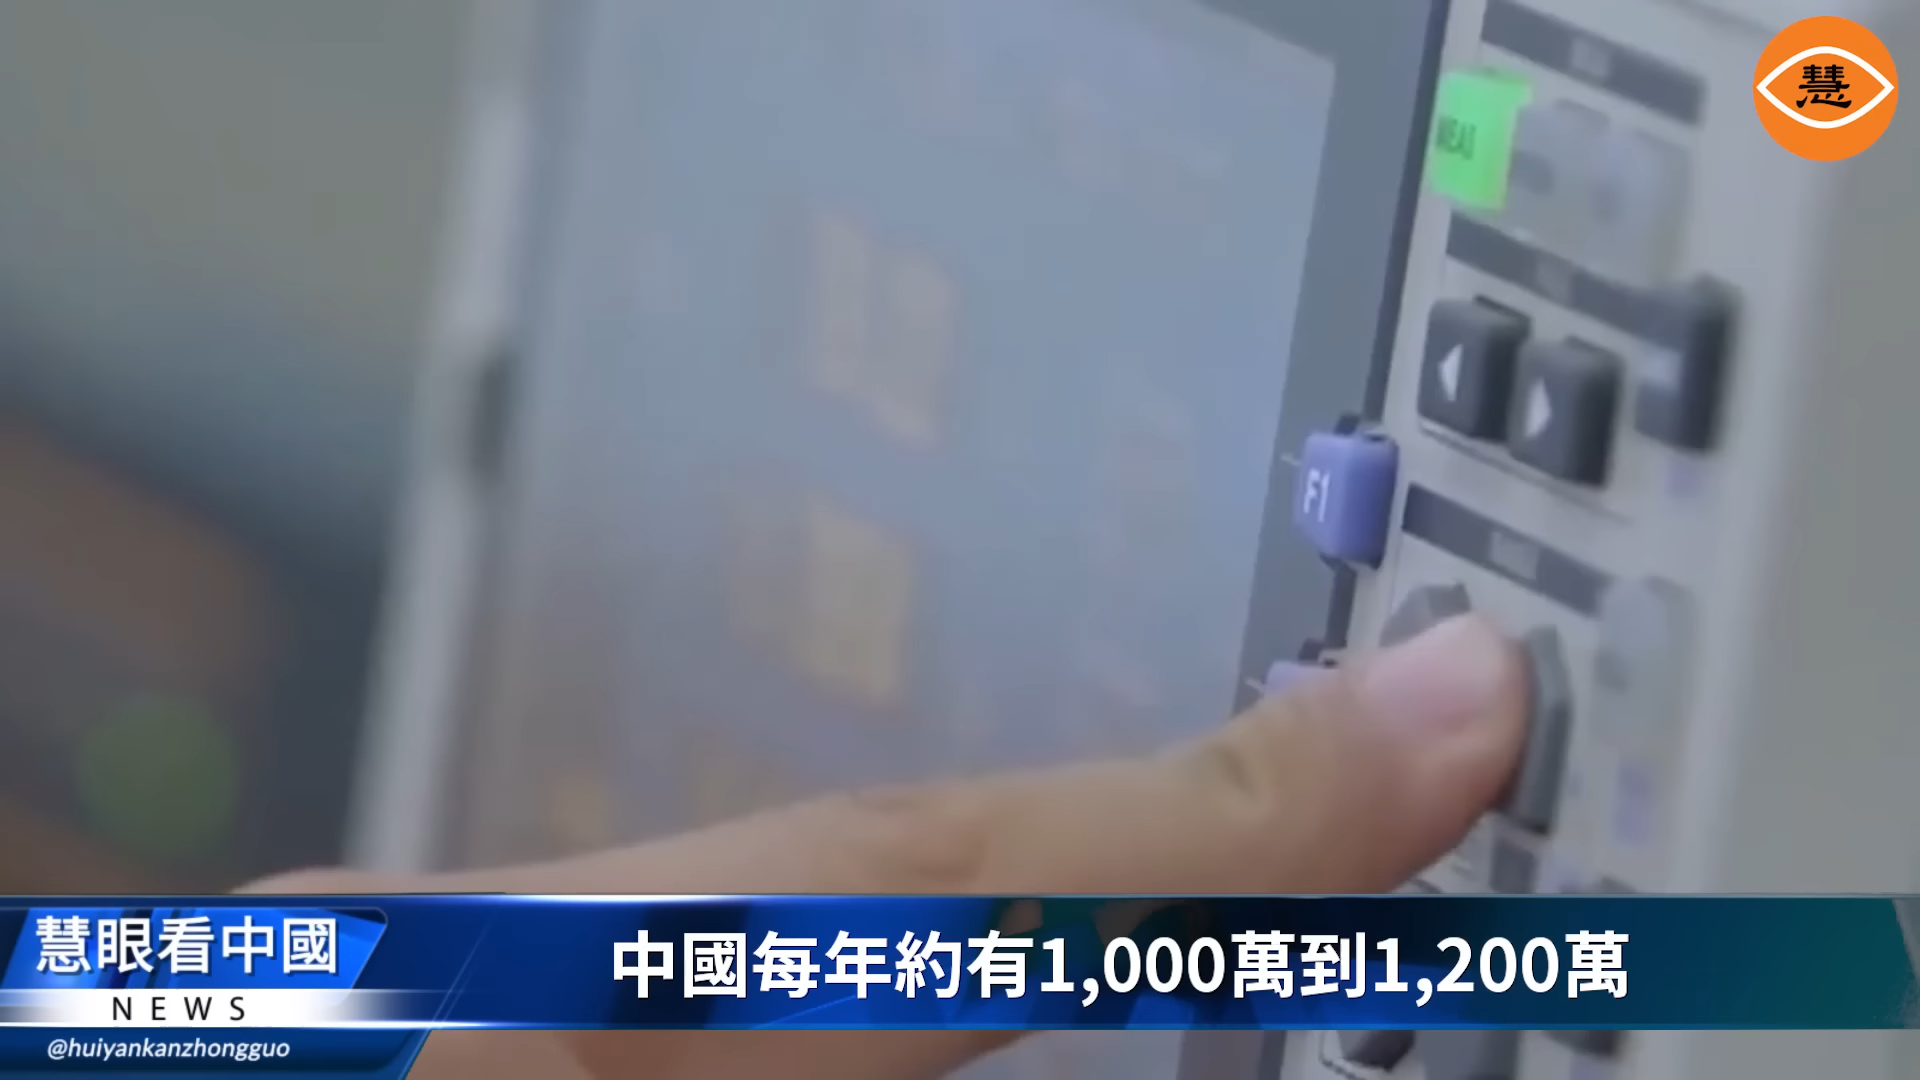 慧
MEAS
F1
慧眼看中國
NEWS
@huiyankanzhongguo
中國每年約有1,000萬到1,200萬